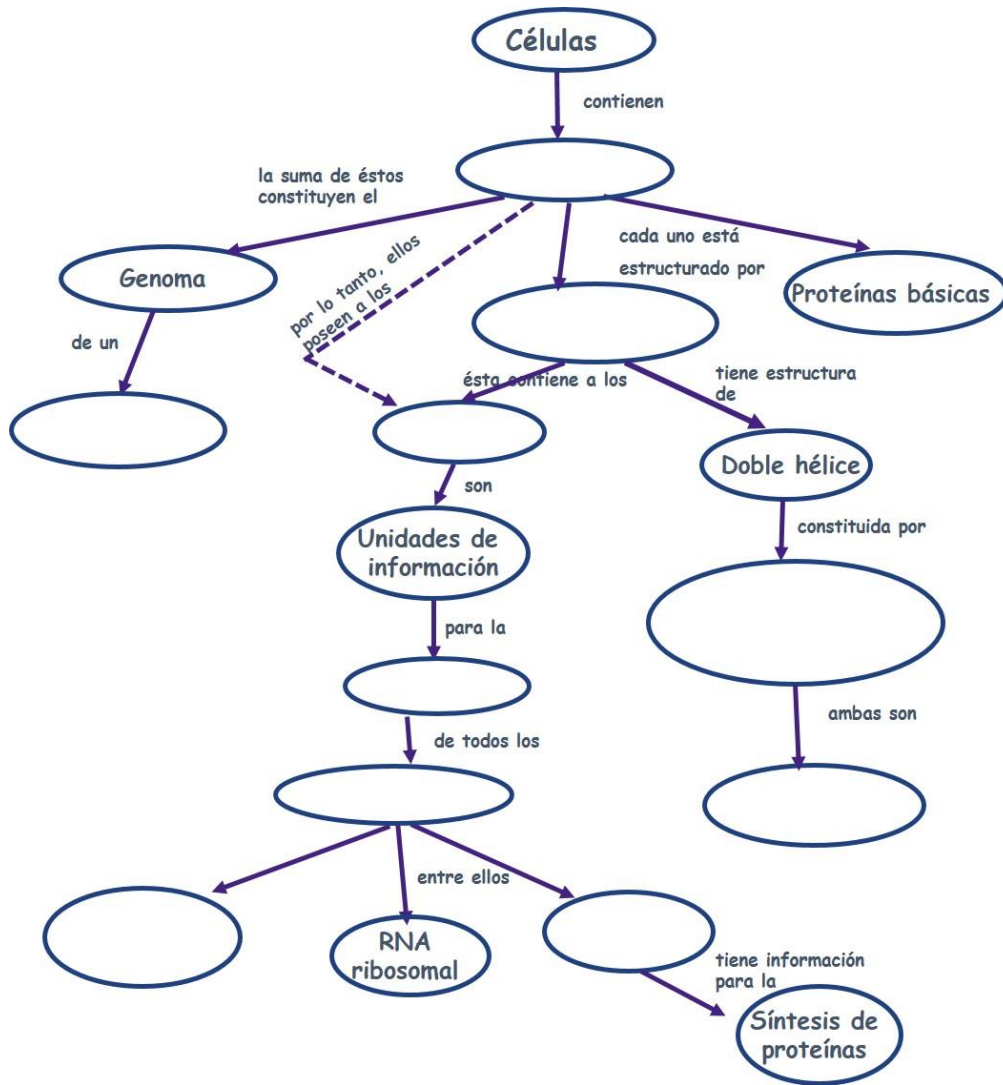 Células
contienen
la suma de éstos
constituyen el
cada uno está
estructurado por
Genoma
por lo tanto, ellos
poseen a los
Proteínas básicas
de un
ésta contiene a los
tiene estructura
de
Doble hélice
son
constituida por
Unidades de
información
para la
ambas son
de todos los
entre ellos
RNA
ribosomal
tiene información
para la
Síntesis de
proteínas